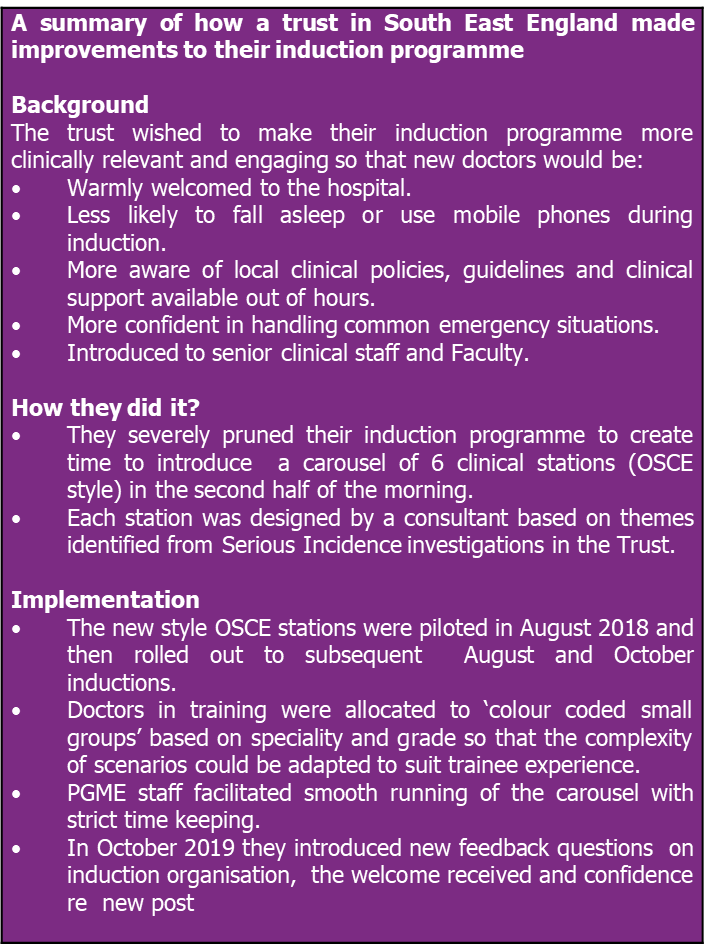 A summary of how a trust in South East England made
improvements to their induction programme
Background
The trust wished to make their induction programme more
clinically relevant and engaging so that new doctors would be:
• Warmly welcomed to the hospital.
• Less likely to fall asleep or use mobile phones during
induction.
• More aware of local clinical policies, guidelines and clinical
support available out of hours.
• More confident in handling common emergency situations.
• Introduced to senior clinical staff and Faculty.
How they did it?
• They severely pruned their induction programme to create
time to introduce a carousel of 6 clinical stations (OSCE
style) in the second half of the morning.
• Each station was designed by a consultant based on themes
identified from Serious Incidence investigations in the Trust.
Implementation
• The new style OSCE stations were piloted in August 2018 and
then rolled out to subsequent August and October
inductions.
• Doctors in training were allocated to ‘colour coded small
groups’ based on speciality and grade so that the complexity
of scenarios could be adapted to suit trainee experience.
• PGME staff facilitated smooth running of the carousel with
strict time keeping.
• In October 2019 they introduced new feedback questions on
induction organisation, the welcome received and confidence
re new post